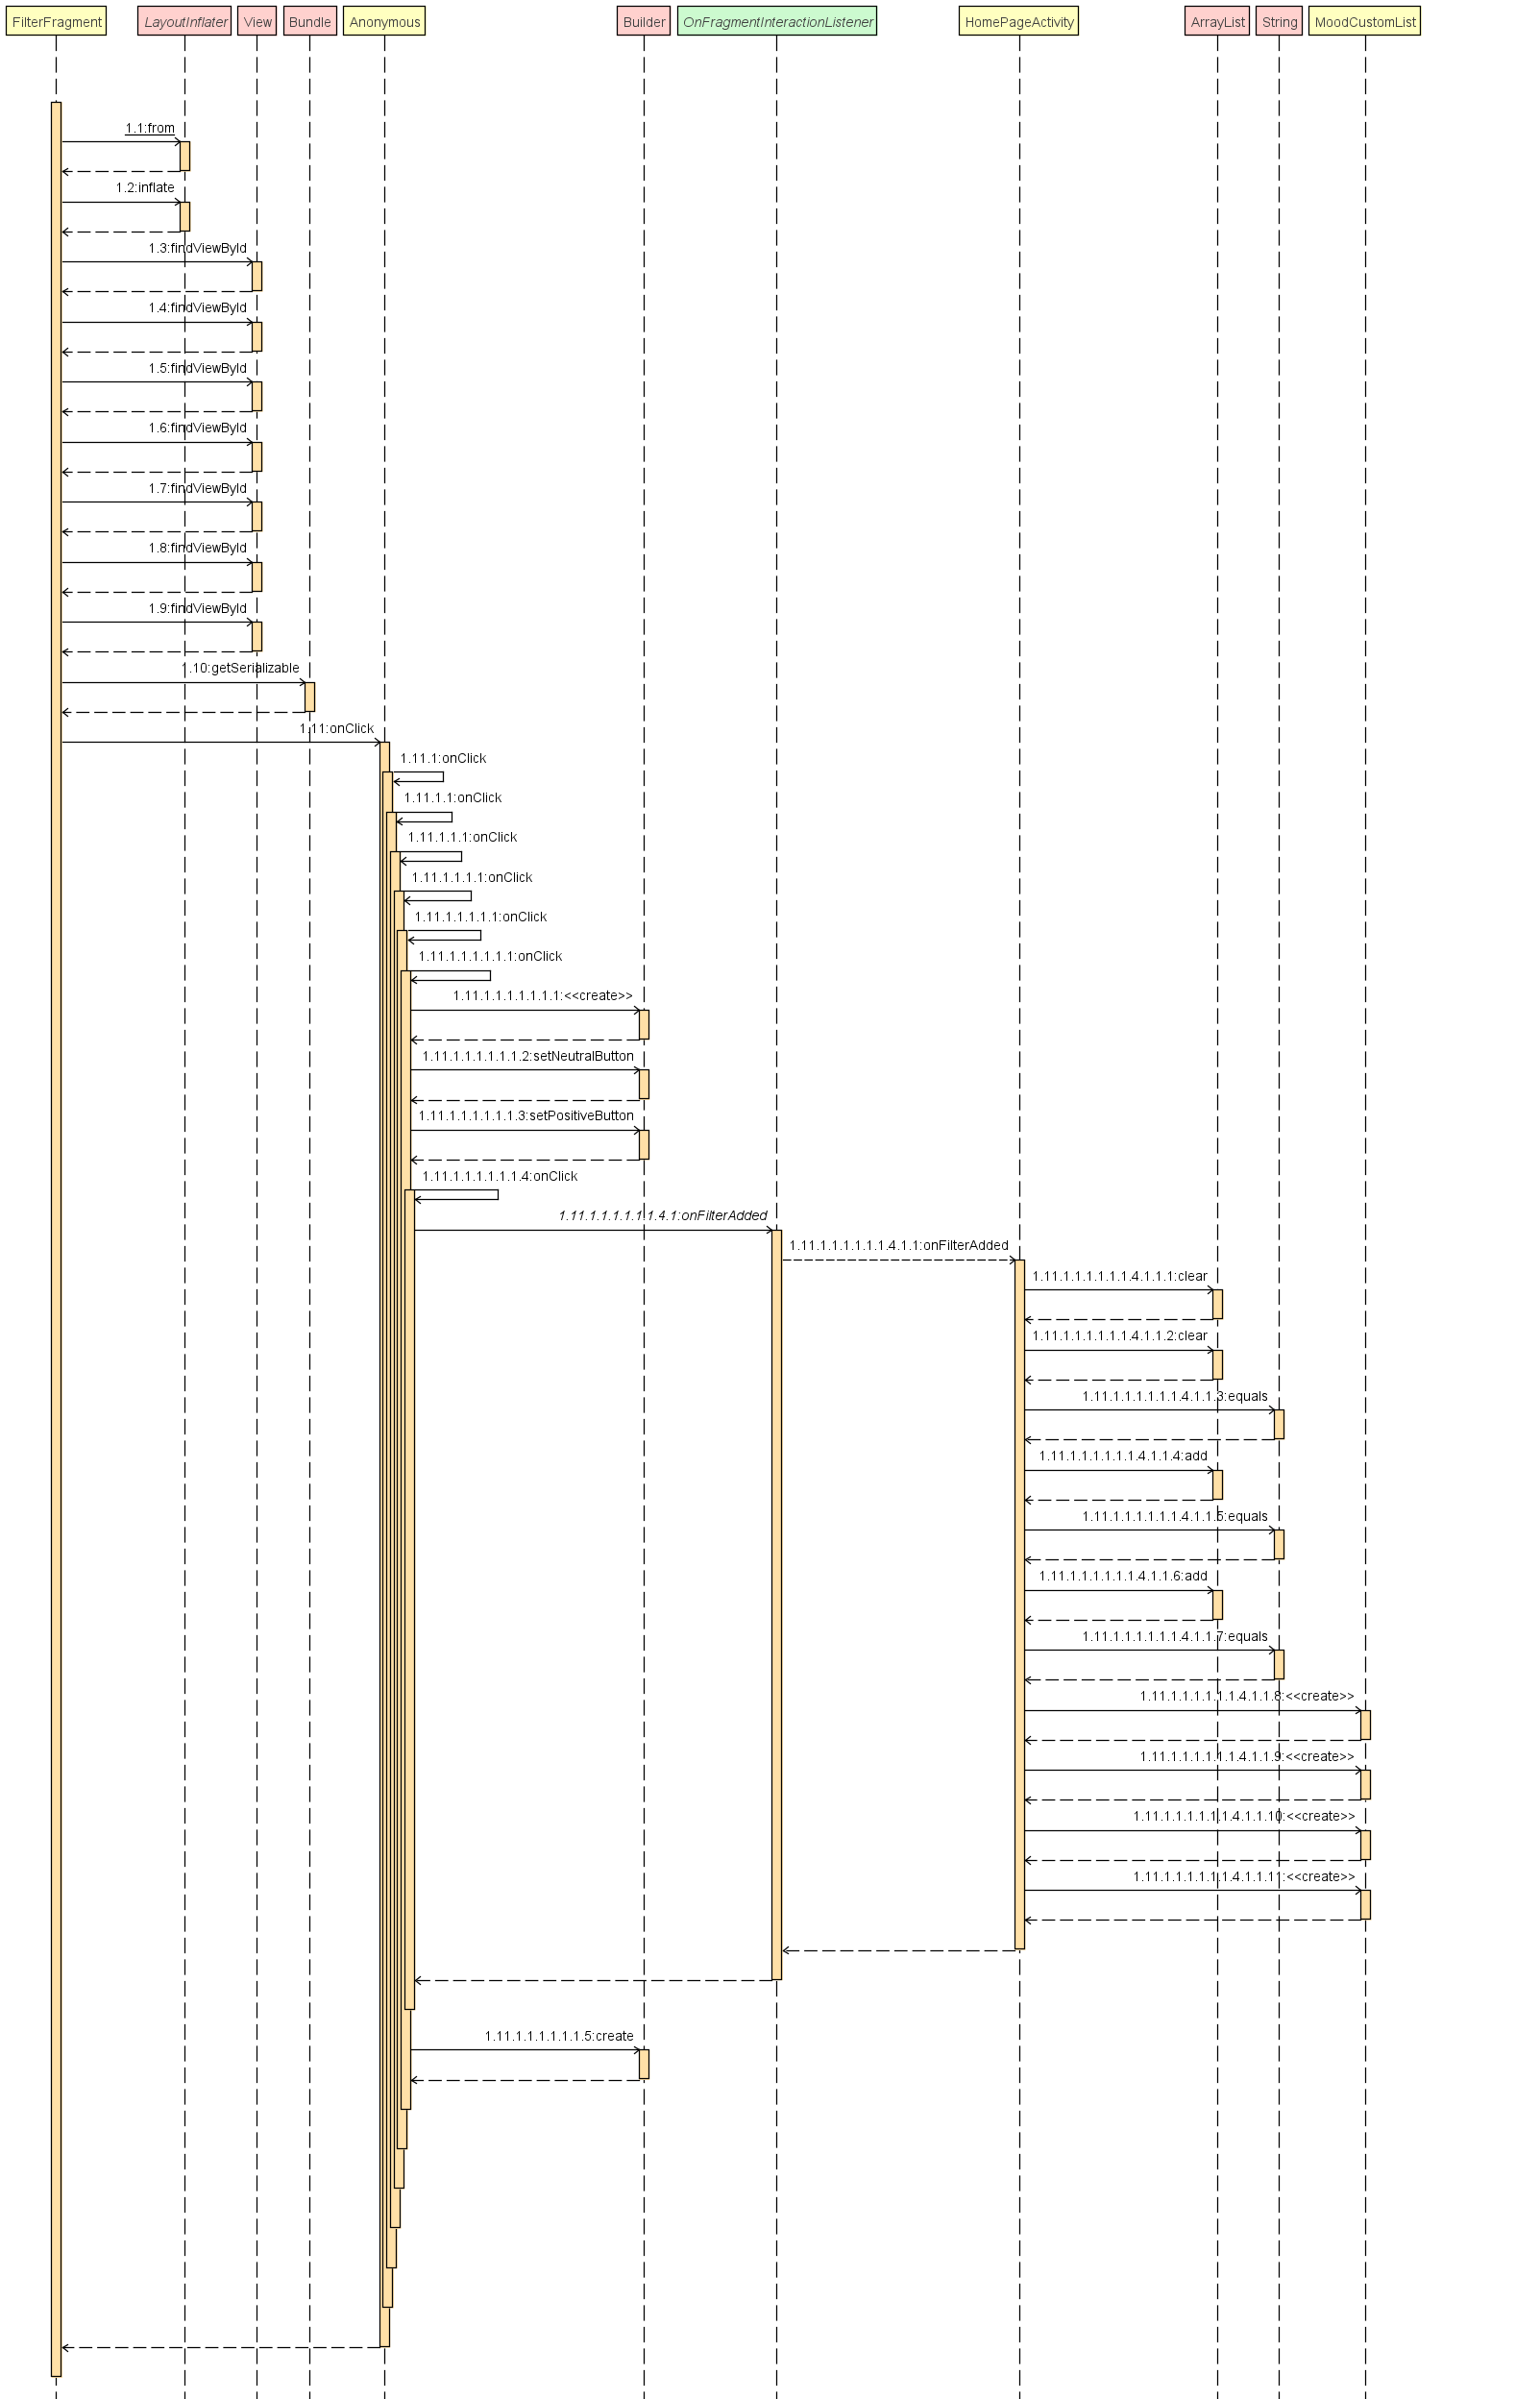 FilterFragment
LayoutInflater
View
Bundle
Anonymous
Builder
OnFragmentInteractionListener
HomePageActivity
ArrayList
String
MoodCustomList
1.1:from
1.2:inflate
1.3:findViewById
1.4:findViewById
1.5:findViewById
1.6:findViewById
1.7:findViewById
1.8:findViewById
1.9:findViewById
1.10:getSerializable
1.11:onClick
1.11.1:onClick
1.11.1.1:onClick
1.11.1.1.1:onClick
1.11.1.1.1.1:onClick
1.11.1.1.1.1.1:onClick
1.11.1.1.1.1.1.1:onClick
1.11.1.1.1.1.1.1.1:<<create>>
1.11.1.1.1.1.1.1.2:setNeutralButton
1.11.1.1.1.1.1.1.3:setPositiveButton
1.11.1.1.1.1.1.1.4:onClick
1.11.1.1.1.1.1.1.4.1:onFilterAdded
1.11.1.1.1.1.1.1.4.1.1:onFilterAdded
1.11.1.1.1.1.1.1.4.1.1.1:clear
1.11.1.1.1.1.1.1.4.1.1.2:clear
1.11.1.1.1.1.1.1.4.1.1.3:equals
1.11.1.1.1.1.1.1.4.1.1.4:add
1.11.1.1.1.1.1.1.4.1.1.5:equals
1.11.1.1.1.1.1.1.4.1.1.6:add
1.11.1.1.1.1.1.1.4.1.1.7:equals
1.11.1.1.1.1.1.1.4.1.1.8:<<create>>
1.11.1.1.1.1.1.1.4.1.1.9:<<create>>
1.11.1.1.1.1.1.1.4.1.1.10:<<create>>
1.11.1.1.1.1.1.1.4.1.1.11:<<create>>
1.11.1.1.1.1.1.1.5:create